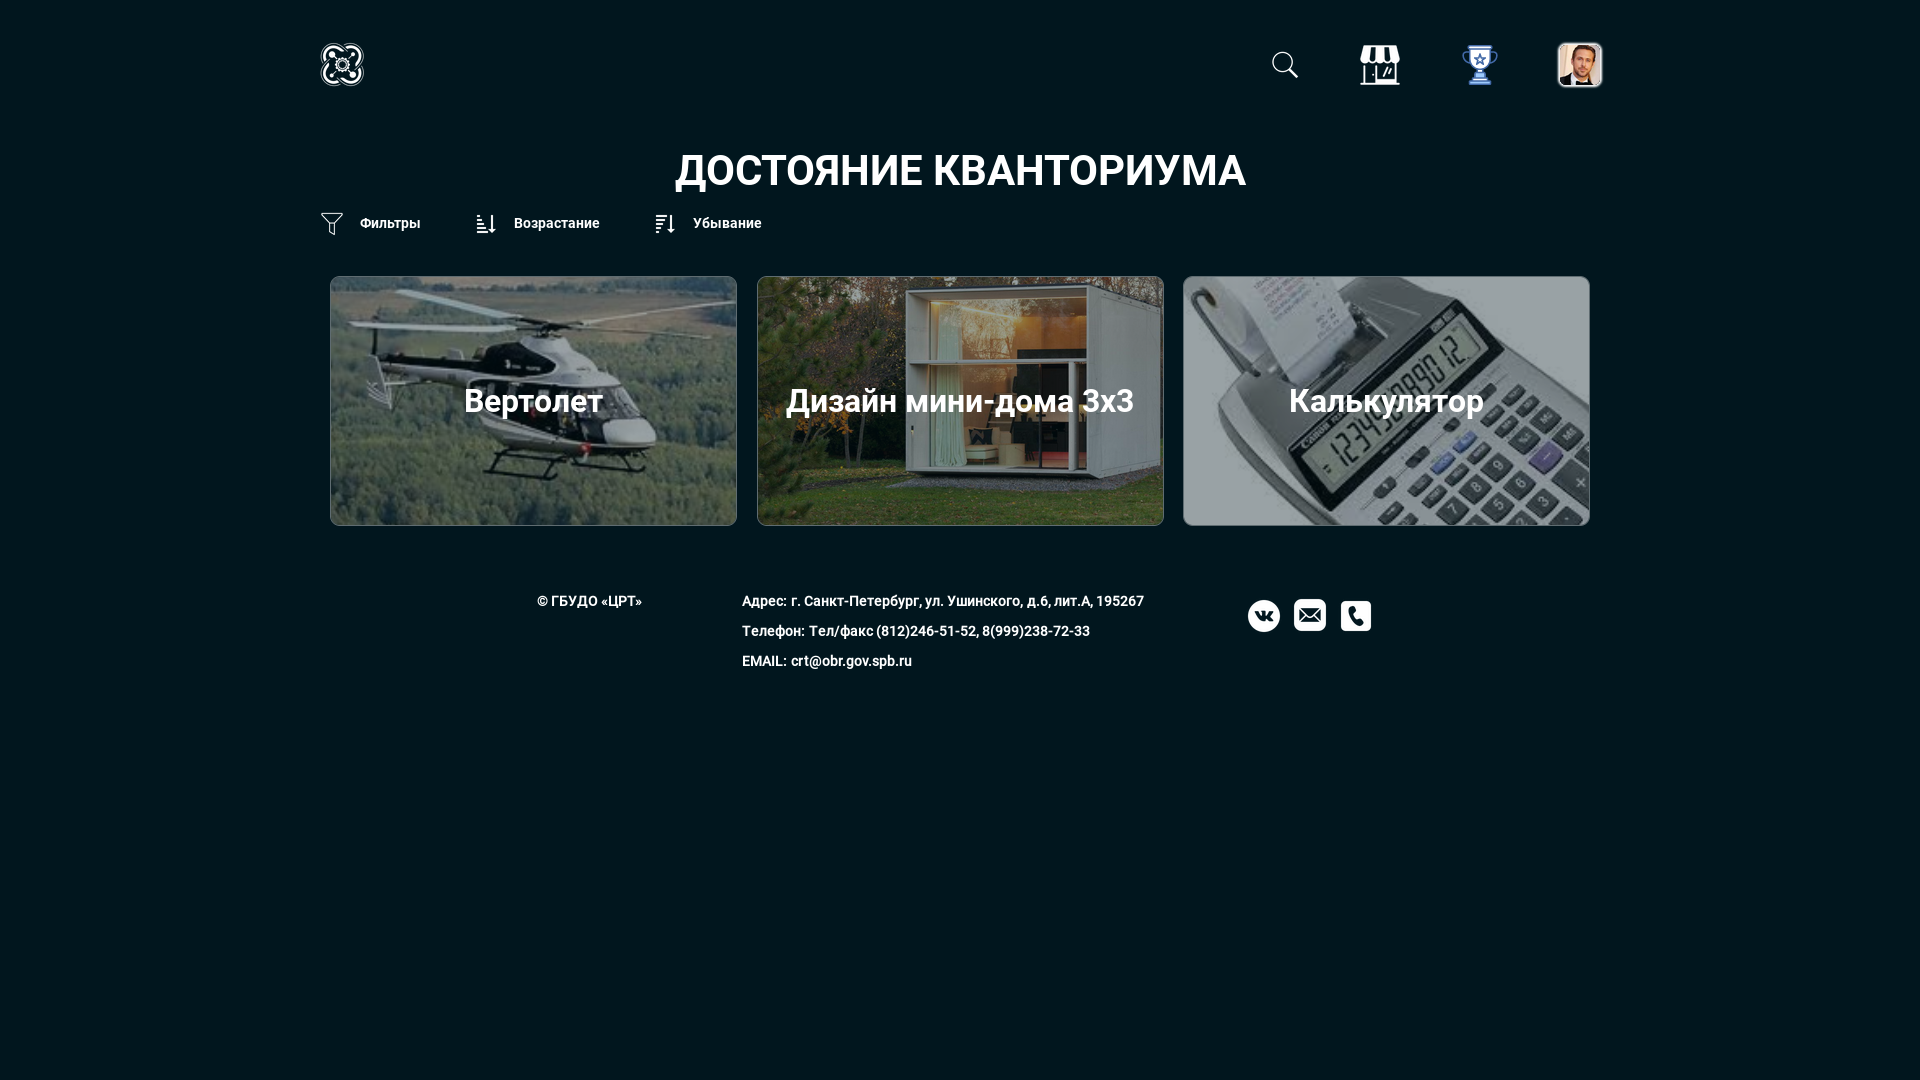 ДОСТОЯНИЕ КВАНТОРИУМА
Фильтры
Возрастание
Убывание
Вертолет
Дизайн мини-дома 3х3
Калькулятор
© ГБУДО «ЦРТ»
Адрес: г. Санкт-Петербург, ул. Ушинского, д.6, лит.А, 195267
Телефон: Тел/факс (812)246-51-52, 8(999)238-72-33
EMAIL: crt@obr.gov.spb.ru